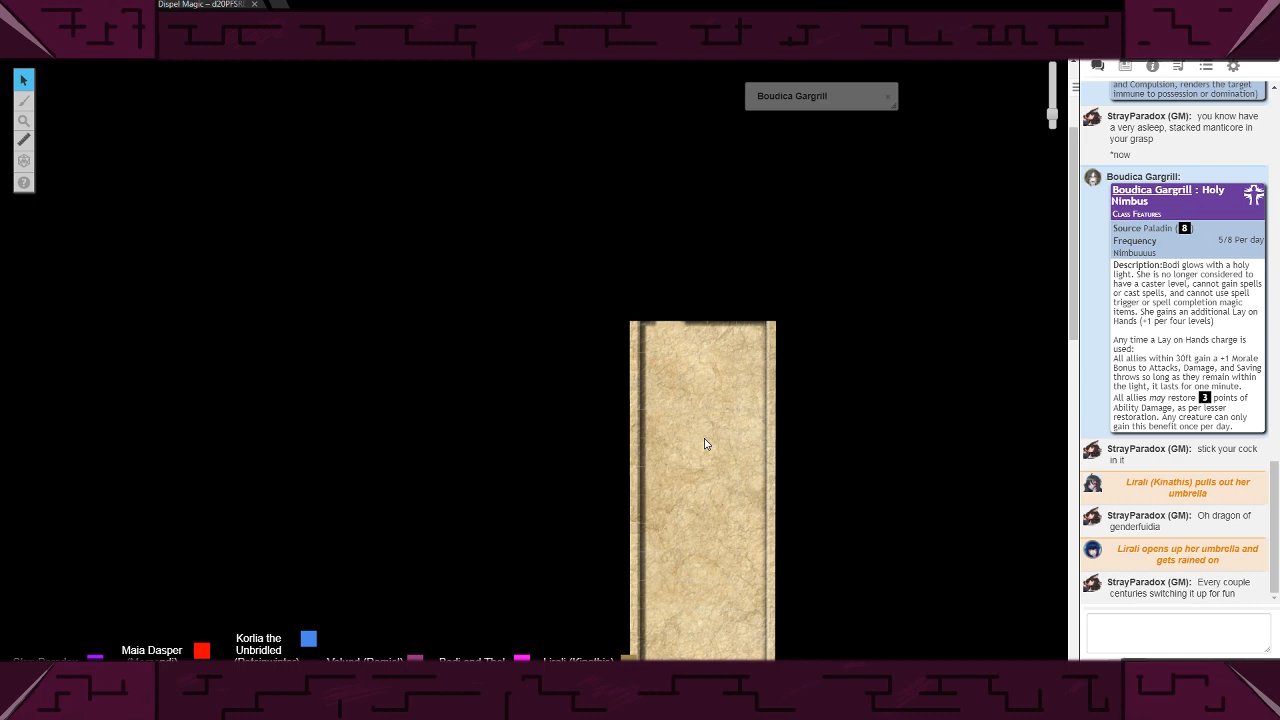 Dispel Magic – d20PFSR
Boudica Gargrill
and Compulsion, renders the target
immune to possession or domination)
StrayParadox (GM): you know have
a very asleep, stacked manticore in
your grasp
*now
Boudica Gargrill:
Boudica Gargrill : Holy
Nimbus
Class Features
Source Paladin (8)
Frequency 5/8 Per day
Nimbuuuus
Description:Bodi glows with a holy
light. She is no longer considered to
have a caster level, cannot gain spells
or cast spells, and cannot use spell
trigger or spell completion magic
items. She gains an additional Lay on
Hands (+1 per four levels)
Any time a Lay on Hands charge is
used:
All allies within 30ft gain a +1 Morale
Bonus to Attacks, Damage, and Saving
throws so long as they remain within
the light, it lasts for one minute.
All allies may restore 3 points of
Ability Damage, as per lesser
restoration. Any creature can only
gain this benefit once per day.
StrayParadox (GM): stick your cock
in it
Lirali (Kinathis) pulls out her
umbrella
StrayParadox (GM): Oh dragon of
genderfuidia
Lirali opens up her umbrella and
gets rained on
StrayParadox (GM): Every couple
centuries switching it up for fun
Maia Dasper
Korlia the
Unbridled